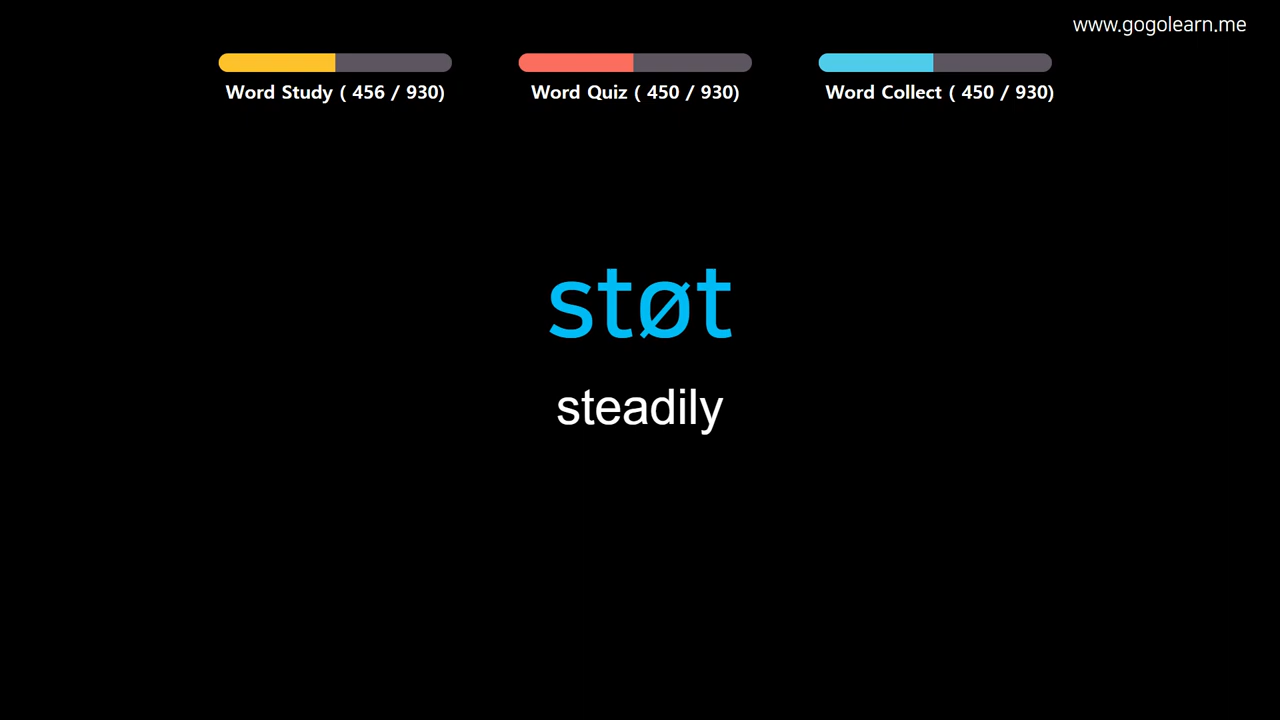 www.gogolearn.me
Word Study ( 456 / 930)
Word Quiz ( 450 / 930)
Word Collect ( 450 / 930)
støt
steadily